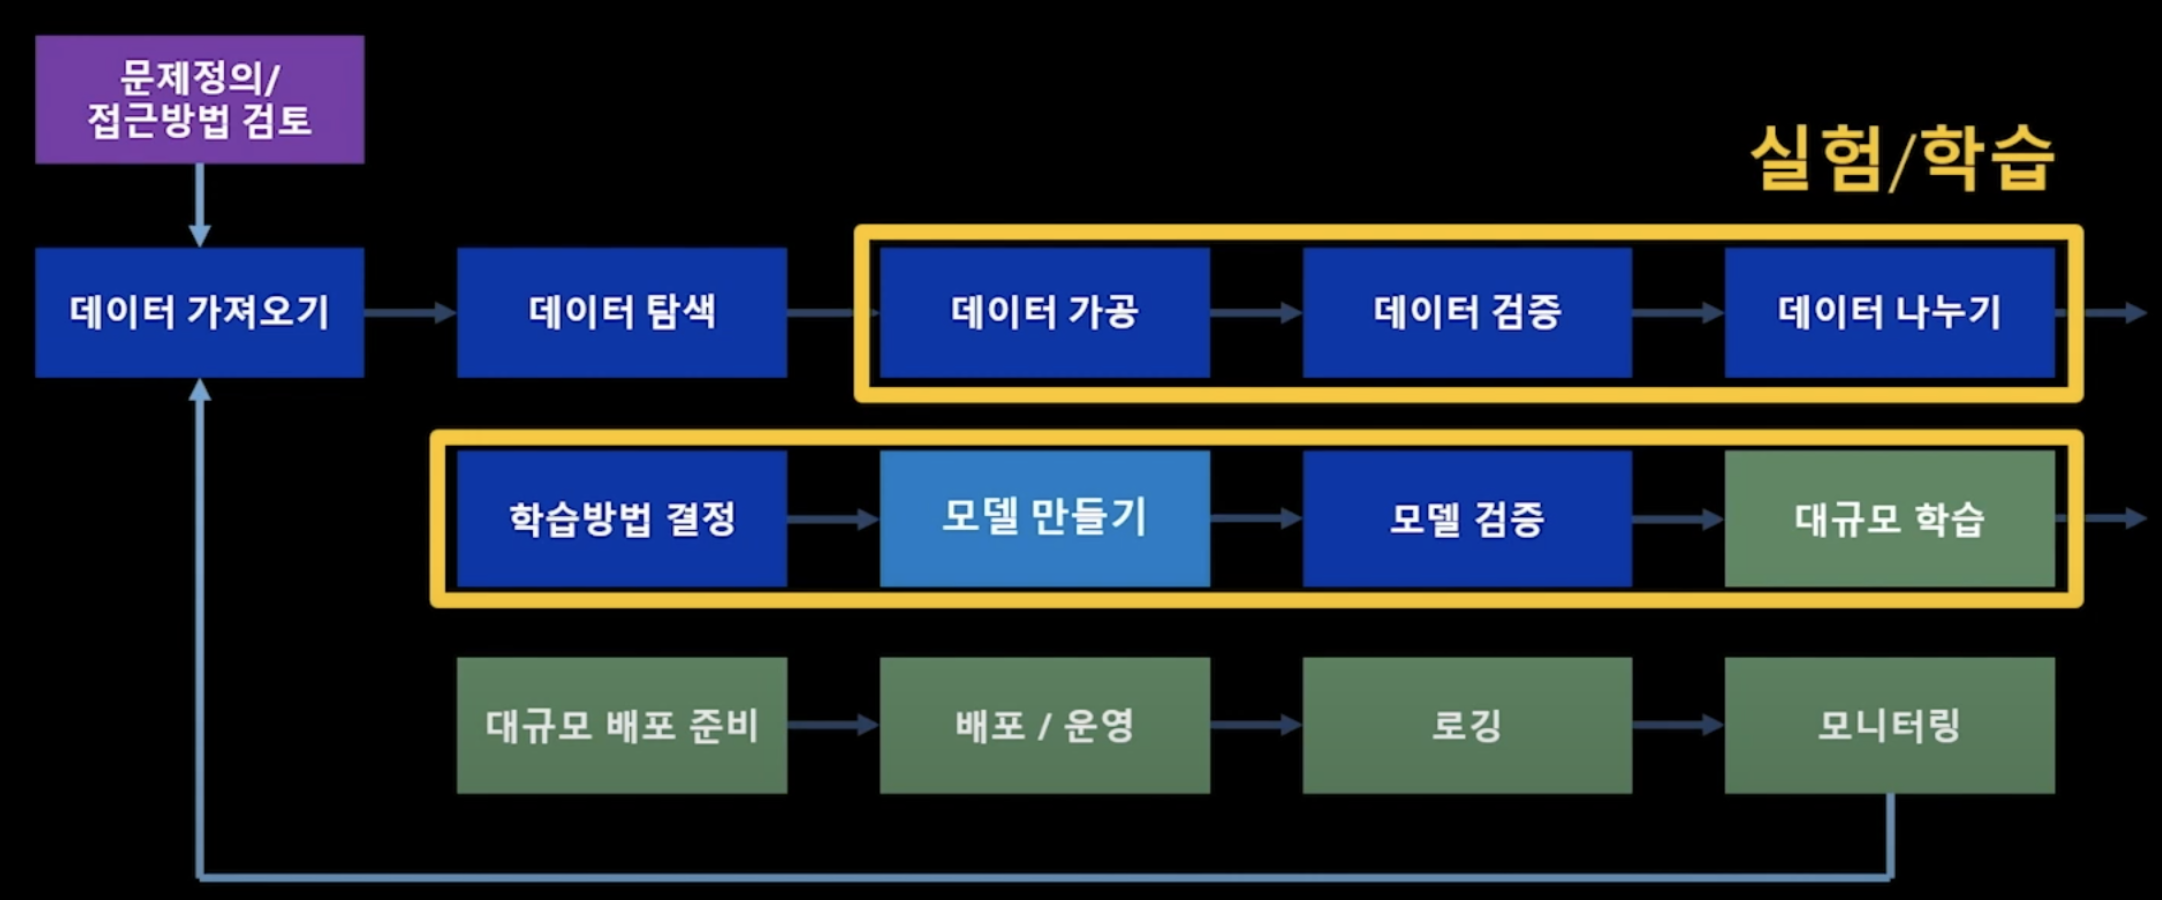 문제정의/
접근방법 검토
실험/학습
데이터 가져오기
데이터 탐색
데이터 가공
데이터 검증
데이터 나누기
학습방법 결정
모델 만들기
모델 검증
대규모 학습
대규모 배포 준비
배포 / 운영
로깅
모니터링